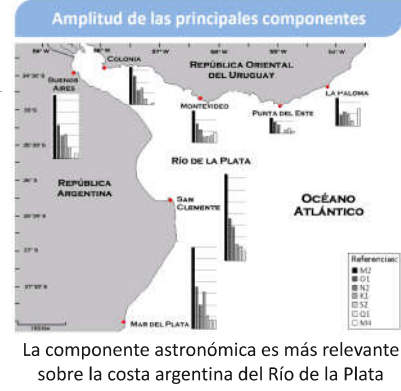 Amplitud de las principales componentes
COLONIA
REPÚBLICA ORIENTAL
DEL URUGUAY
BUENOS
AIRES
MONTEVIDEO
PUNTA DEL ESTE
LA PALOMA
RÍO DE LA PLATA
REPÚBLICA
ARGENTINA
SAN
CLEMENTE
OCÉANO
ATLÁNTICO
MAR DEL PLATA
Referencias:
M2
O1
N2
K1
S2
Q1
M4
La componente astronómica es más relevante
sobre la costa argentina del Río de la Plata